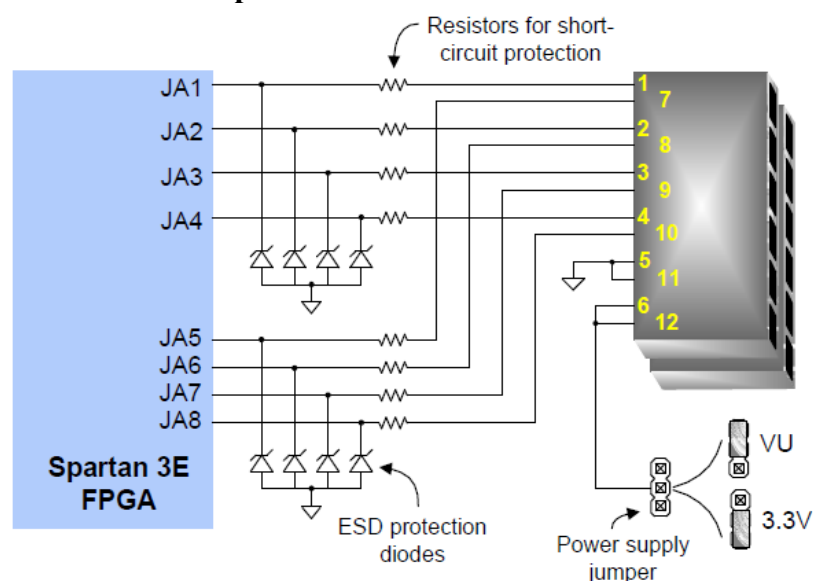 Resistors for short-
circuit protection
JA1
JA2
JA3
JA4
JA5
JA6
JA7
JA8
Spartan 3E
FPGA
1
7
2
8
3
9
4
10
5
11
6
12
ESD protection
diodes
VU
3.3V
Power supply
jumper